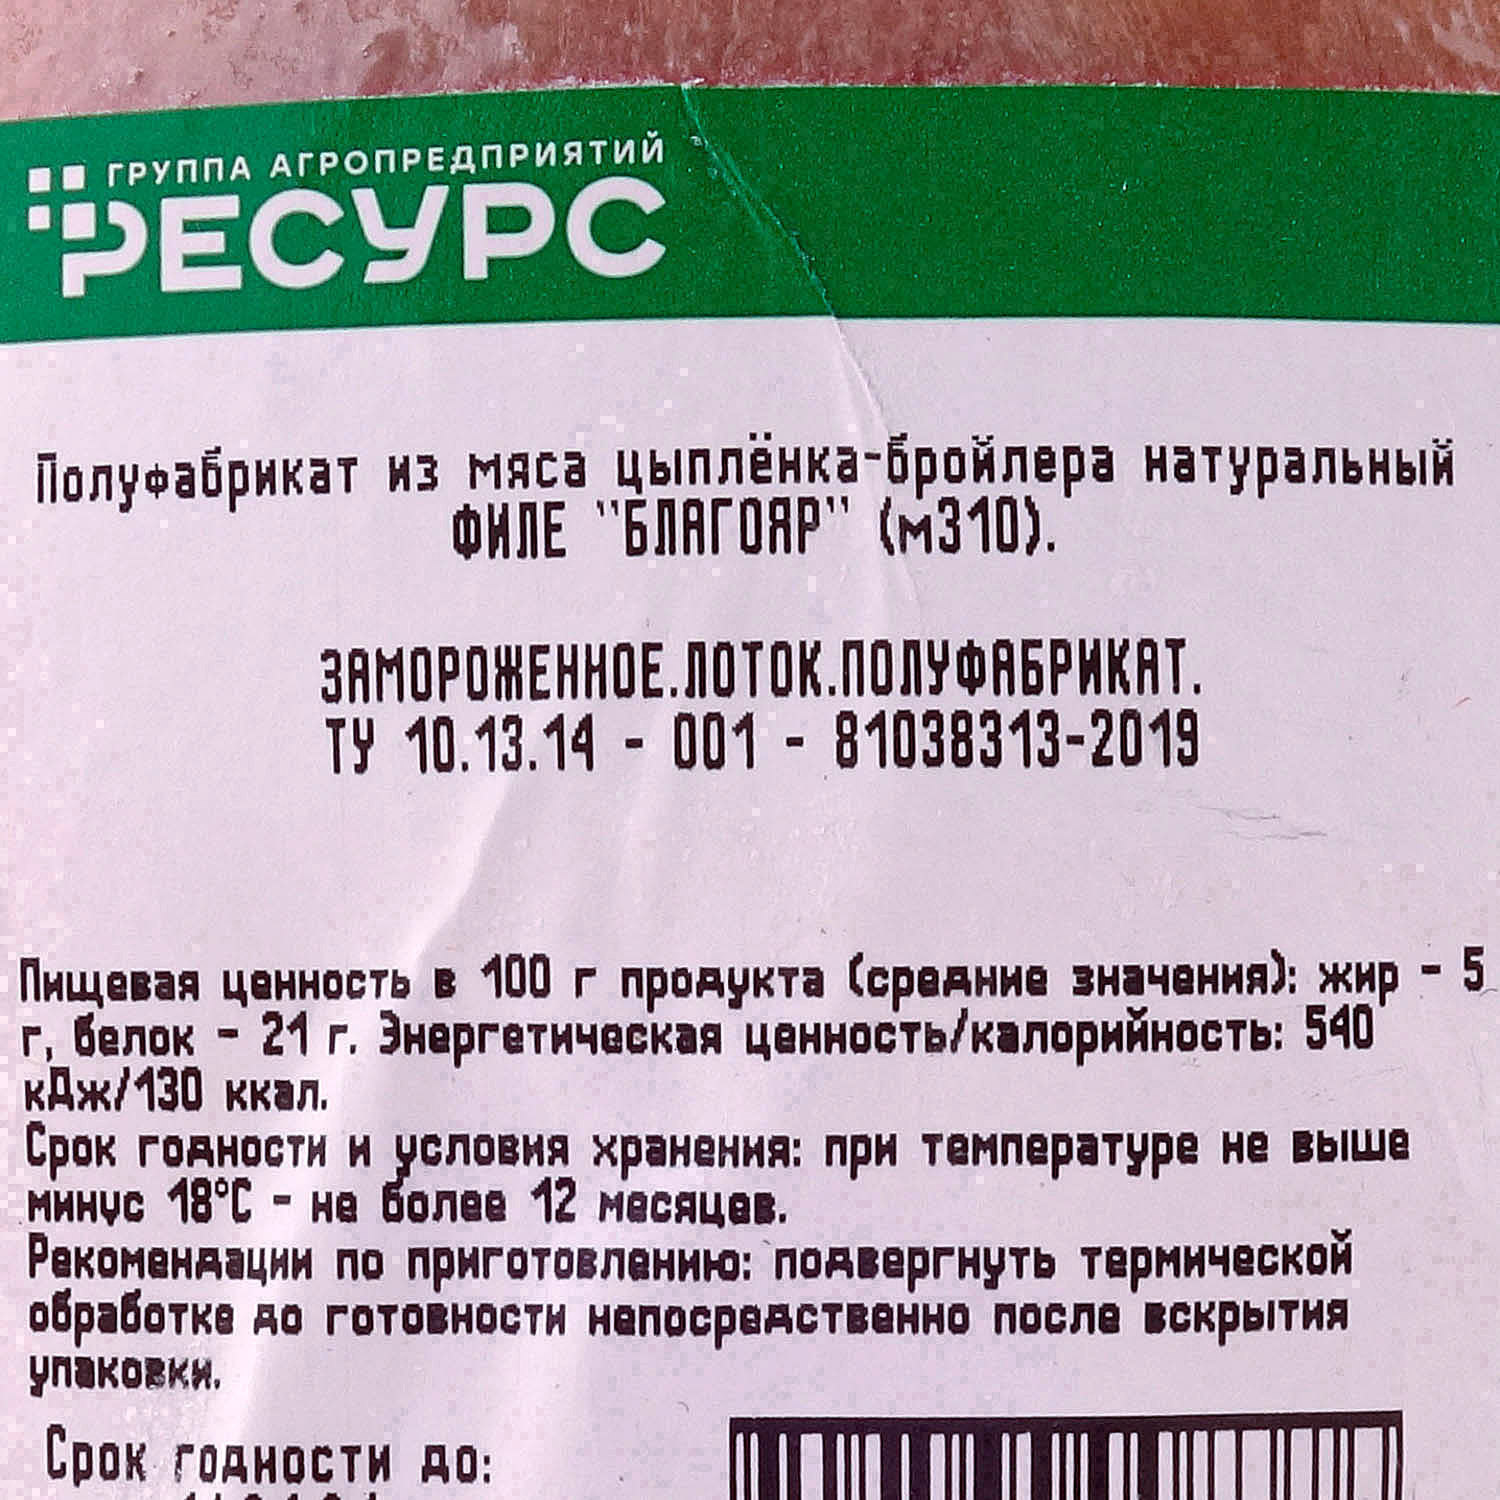 ГРУППА АГРОПРЕДПРИЯТИЙ
РЕСУРС
Полуфабрикат из мяса цыплёнка-бройлера натуральный
ФИЛЕ "БЛАГОЯР" (м310).
ЗАМОРОЖЕННОЕ.ЛОТОК.ПОЛУФАБРИКАТ.
ТУ 10.13.14 - 001 - 81038313-2019
Пищевая ценность в 100 г продукта (средние значения): жир - 5
г, белок - 21 г. Энергетическая ценность/калорийность: 540
кДж/130 ккал.
Срок годности и условия хранения: при температуре не выше
минус 18°С - не более 12 месяцев.
Рекомендации по приготовлению: подвергнуть термической
обработке до готовности непосредственно после вскрытия
упаковки.
Срок годности до: